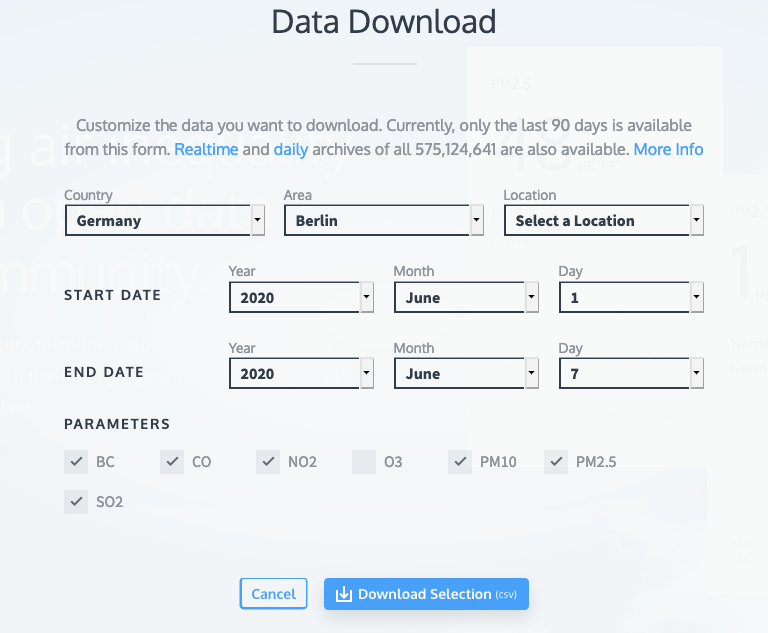 Data Download
Customize the data you want to download. Currently, only the last 90 days is available
from this form. Realtime and daily archives of all 575,124,641 are also available. More Info
Country Area Location
Germany Berlin Select a Location
Year Month Day
START DATE 2020 June 1
Year Month Day
END DATE 2020 June 7
PARAMETERS
BC CO NO2 O3 PM10 PM2.5
SO2
Cancel Download Selection (csv)